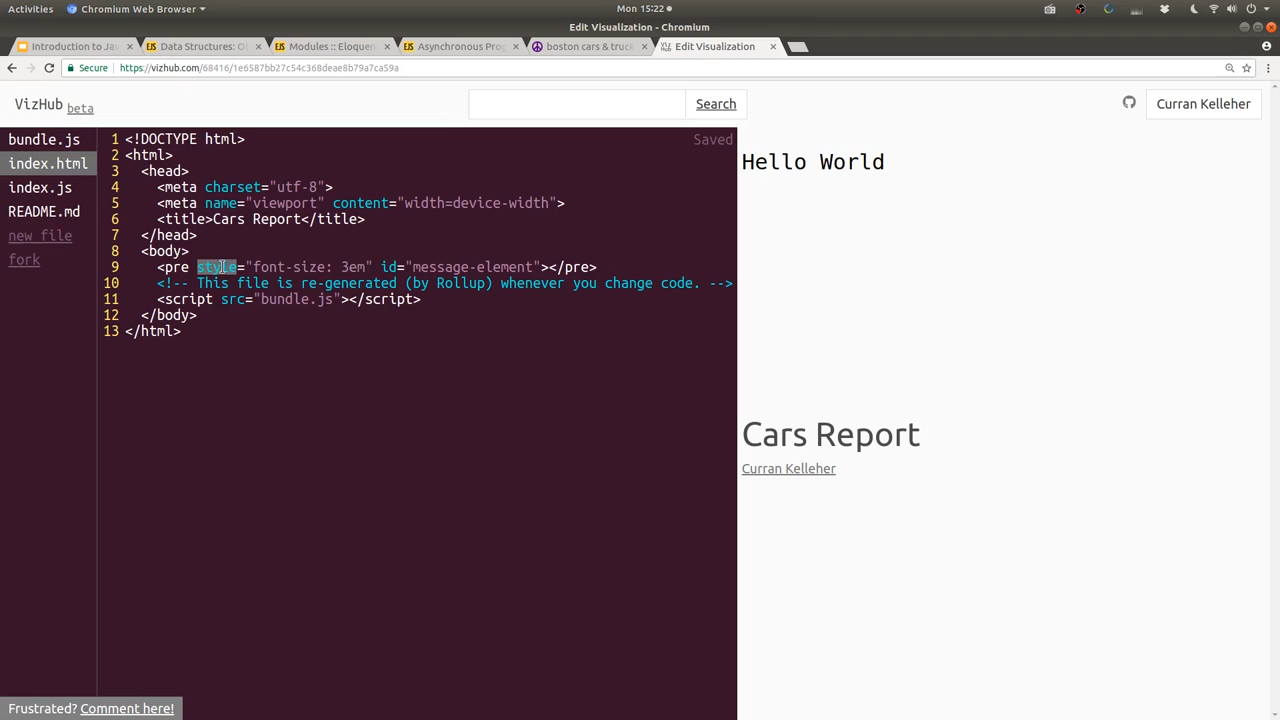 Activities Chromium Web Browser Mon 15:22
Edit Visualization - Chromium
Introduction to Jav × EJS Data Structures: Ob × EJS Modules :: Eloquen × EJS Asynchronous Prog × boston cars & truck × Edit Visualization ×
Secure https://vizhub.com/68416/1e6587bb27c54c368deae8b79a7ca59a
VizHub beta Search Curran Kelleher
bundle.js
index.html
index.js
README.md
new file
fork
Saved
1 <!DOCTYPE html>
2 <html>
3 <head>
4 <meta charset="utf-8">
5 <meta name="viewport" content="width=device-width">
6 <title>Cars Report</title>
7 </head>
8 <body>
9 <pre style="font-size: 3em" id="message-element"></pre>
10 <!-- This file is re-generated (by Rollup) whenever you change code. -->
11 <script src="bundle.js"></script>
12 </body>
13 </html>
Hello World
Cars Report
Curran Kelleher
Frustrated? Comment here!